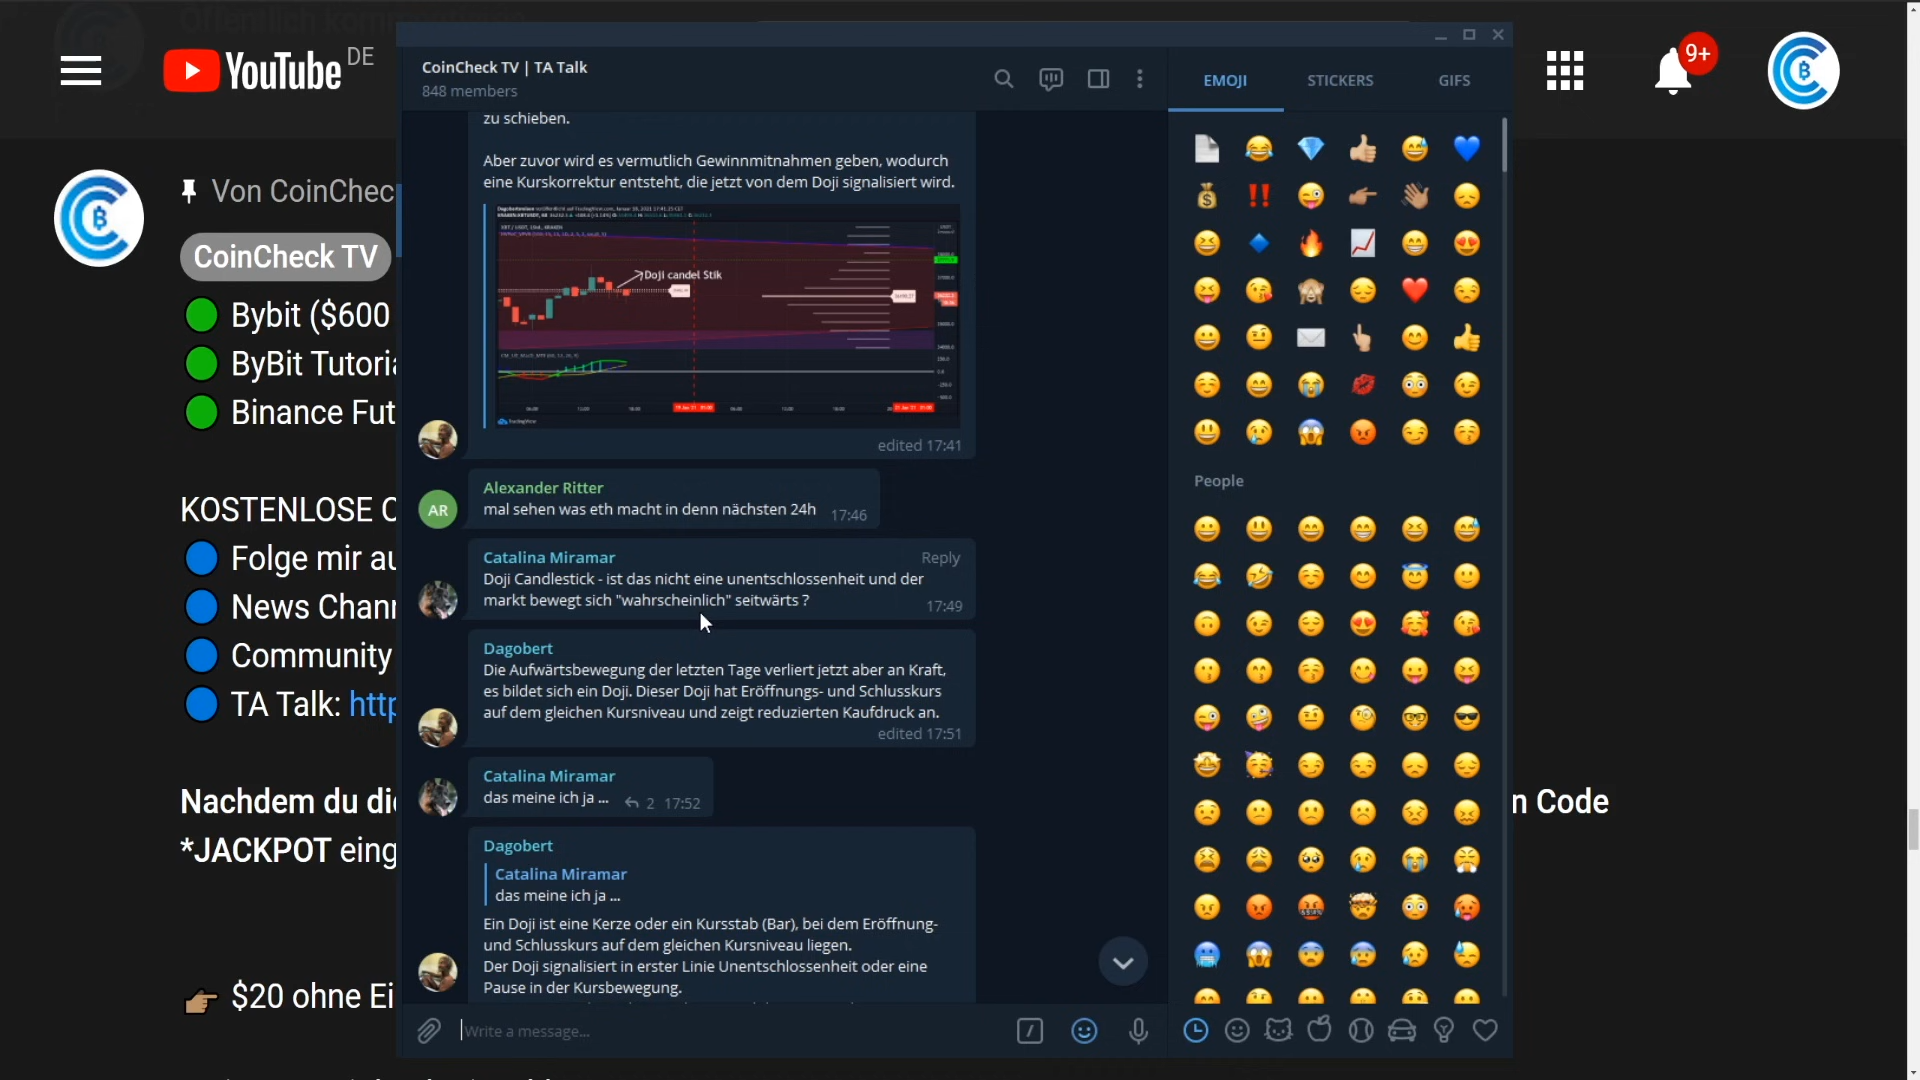 YouTube DE
9+
Von CoinChec
CoinCheck TV
Bybit ($600
ByBit Tutoria
Binance Fut
KOSTENLOSE C
Folge mir au
News Chann
Community
TA Talk: http
Nachdem du die
n Code
*JACKPOT eing
$20 ohne Ei
CoinCheck TV | TA Talk
848 members
zu schieben.
Aber zuvor wird es vermutlich Gewinnmitnahmen geben, wodurch
eine Kurskorrektur entsteht, die jetzt von dem Doji signalisiert wird.
Doji candel Stik
TradingView
edited 17:41
AR
Alexander Ritter
mal sehen was eth macht in denn nächsten 24h 17:46
Catalina Miramar Reply
Doji Candlestick - ist das nicht eine unentschlossenheit und der
markt bewegt sich "wahrscheinlich" seitwärts ? 17:49
Dagobert
Die Aufwärtsbewegung der letzten Tage verliert jetzt aber an Kraft,
es bildet sich ein Doji. Dieser Doji hat Eröffnungs- und Schlusskurs
auf dem gleichen Kursniveau und zeigt reduzierten Kaufdruck an.
edited 17:51
Catalina Miramar
das meine ich ja ... 2 17:52
Dagobert
Catalina Miramar
das meine ich ja ...
Ein Doji ist eine Kerze oder ein Kursstab (Bar), bei dem Eröffnung-
und Schlusskurs auf dem gleichen Kursniveau liegen.
Der Doji signalisiert in erster Linie Unentschlossenheit oder eine
Pause in der Kursbewegung.
Write a message...
EMOJI STICKERS GIFS
People